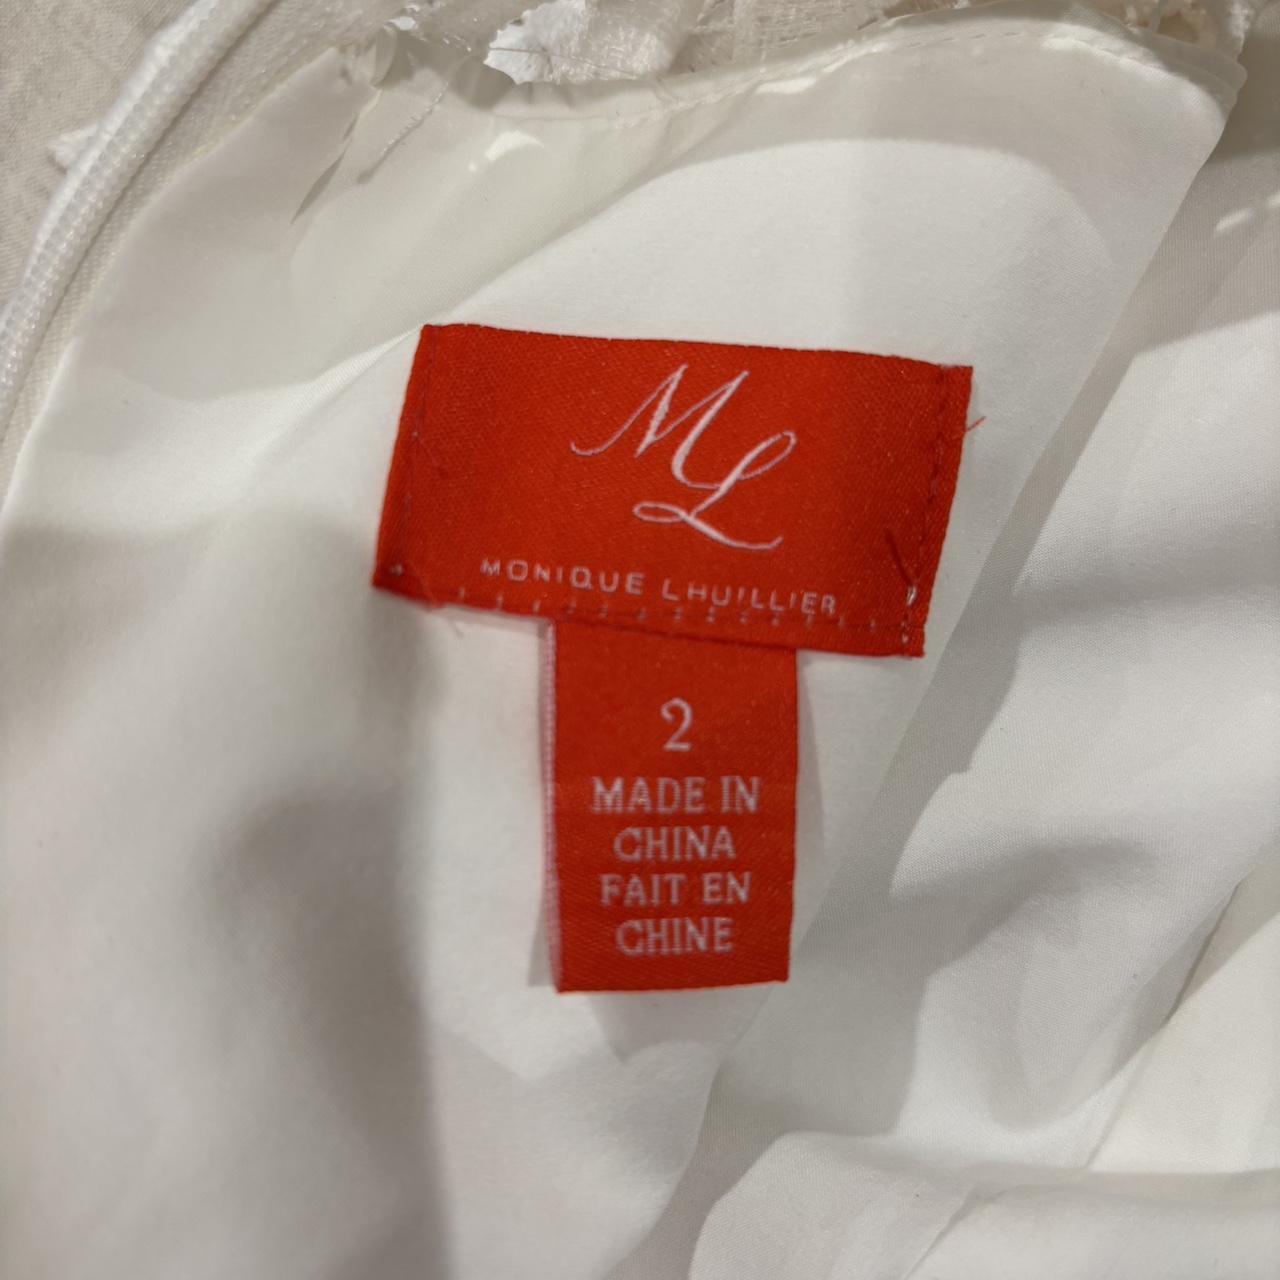 ML
MONIQUE LHUILLIER
2
MADE IN
CHINA
FAIT EN
CHINE